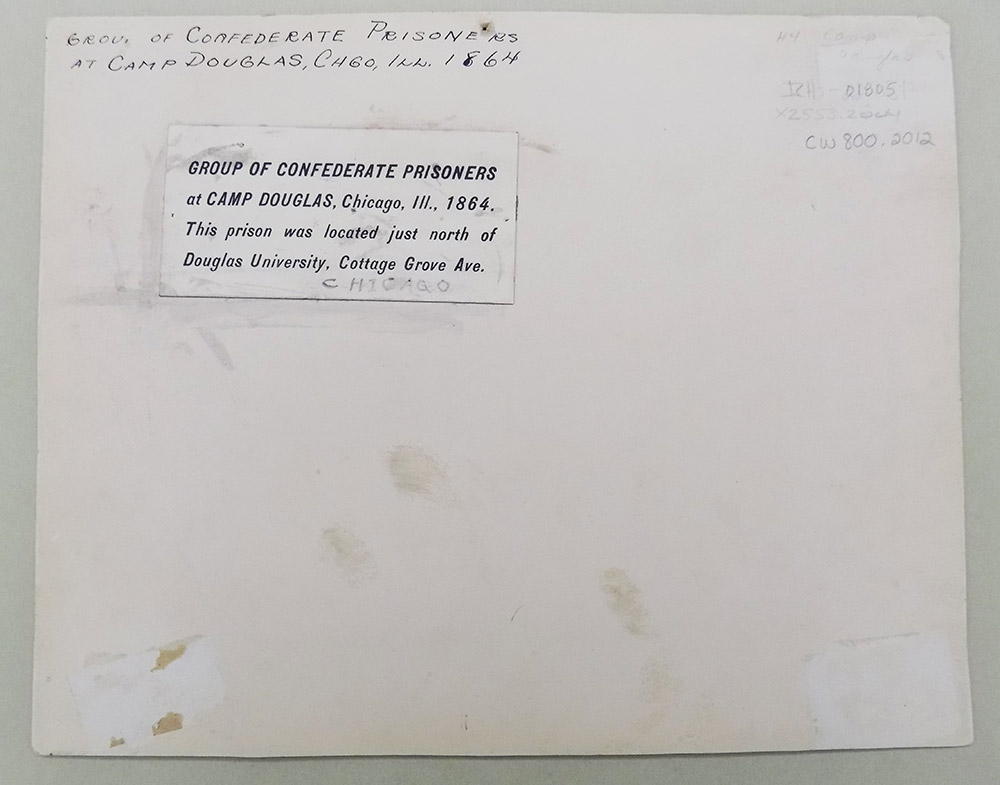 GROUP OF CONFEDERATE PRISONERS
AT CAMP DOUGLAS, CHGO, ILL. 1864
GROUP OF CONFEDERATE PRISONERS
at CAMP DOUGLAS, Chicago, Ill., 1864.
This prison was located just north of
Douglas University, Cottage Grove Ave.
CHICAGO
H4 Camp
ICHi-01805
CW 800.2012